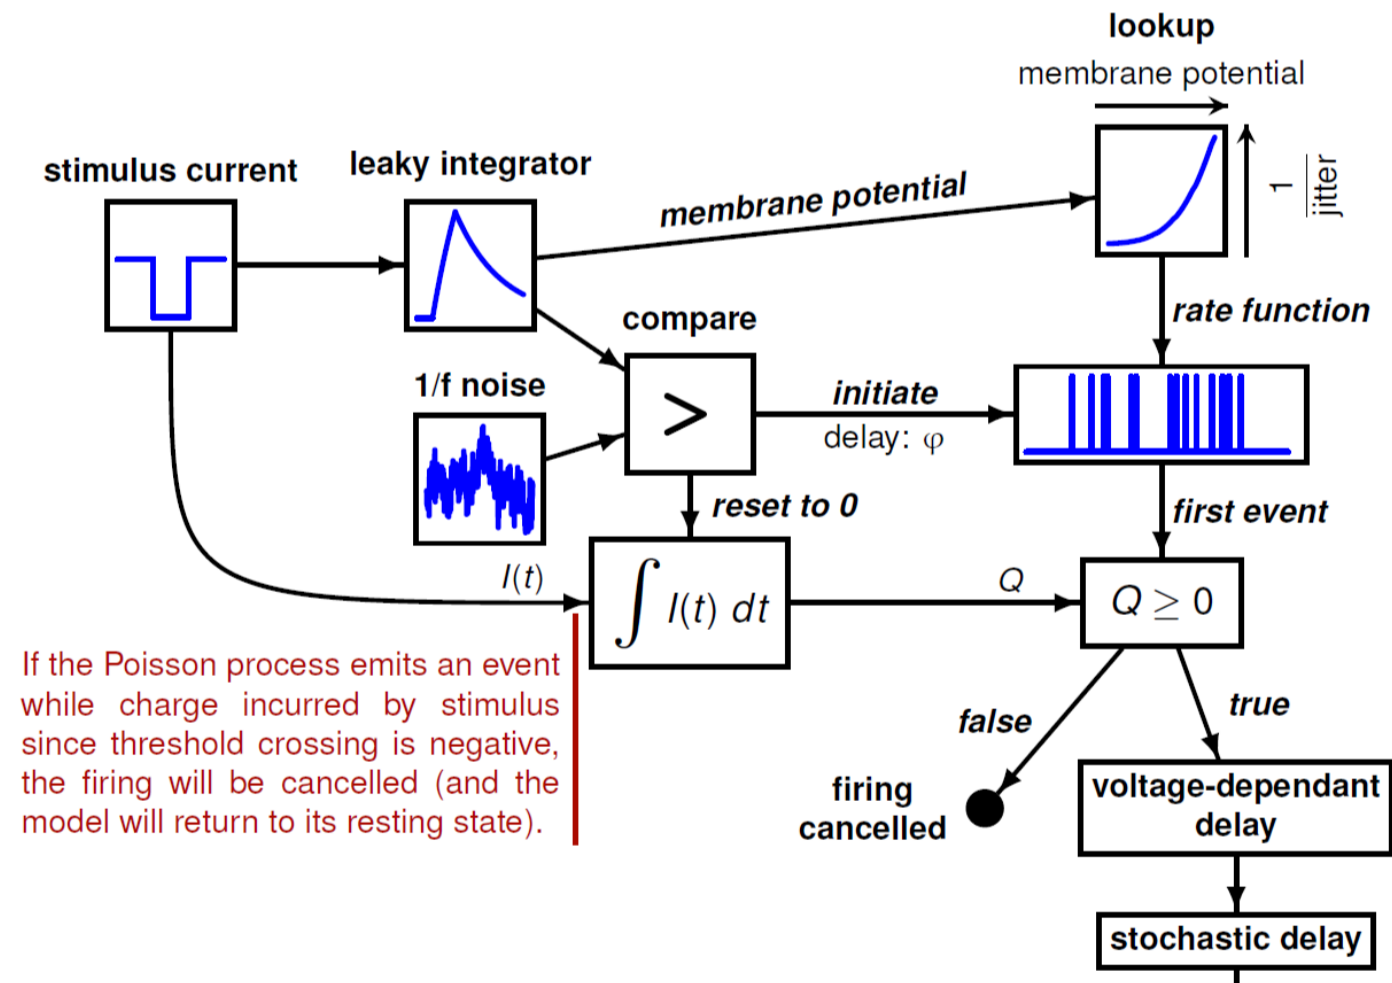 lookup
membrane potential
1
jitter
stimulus current
leaky integrator
membrane potential
rate function
compare
1/f noise
>
initiate
delay: φ
reset to 0
first event
I(t)
∫ I(t) dt
Q
Q ≥ 0
If the Poisson process emits an event
while charge incurred by stimulus
since threshold crossing is negative,
the firing will be cancelled (and the
model will return to its resting state).
false
true
firing
cancelled
voltage-dependant
delay
stochastic delay